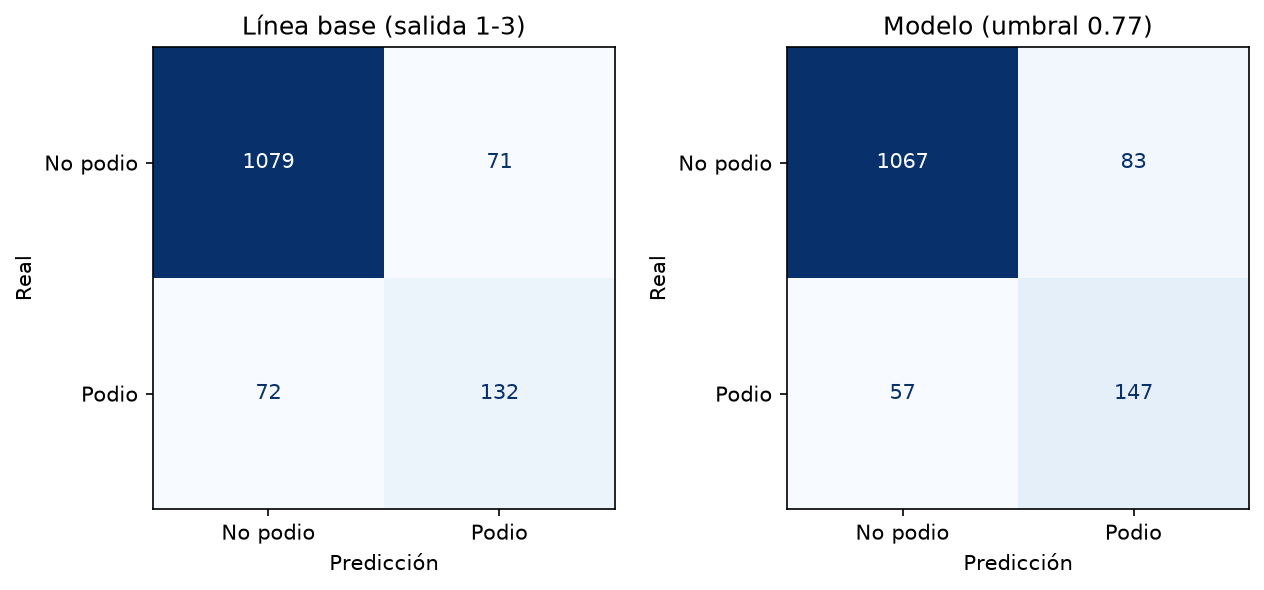 Línea base (salida 1-3)
No podio
1079
71
Real
Podio
72
132
No podio
Podio
Predicción
Modelo (umbral 0.77)
No podio
1067
83
Real
Podio
57
147
No podio
Podio
Predicción